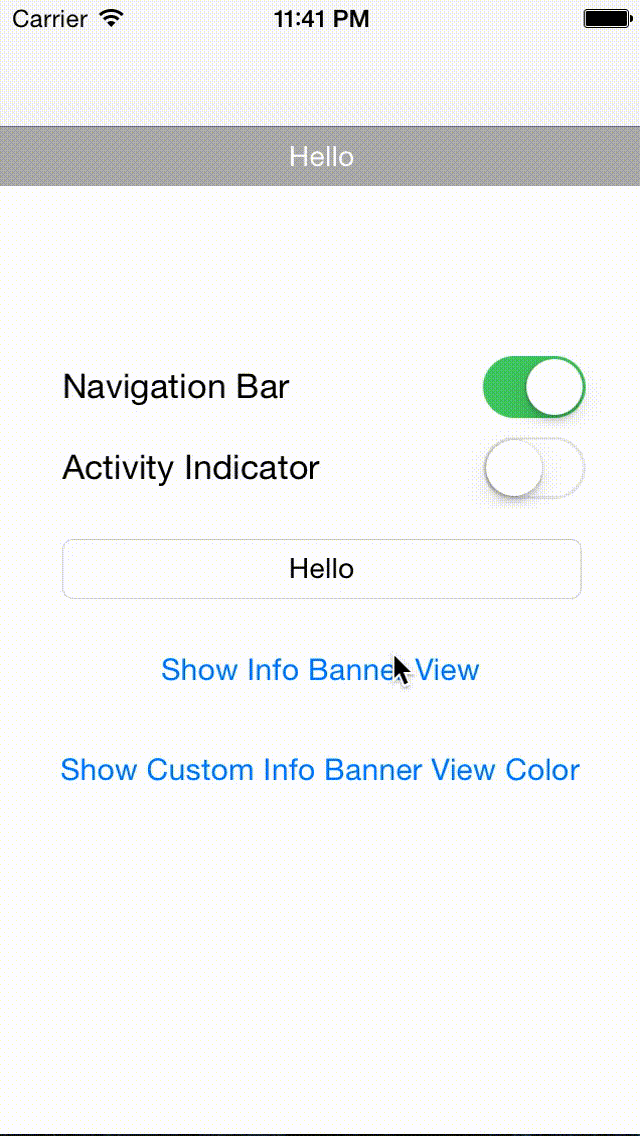 Carrier 11:41 PM
Hello
Navigation Bar
Activity Indicator
Hello
Show Info Banner View
Show Custom Info Banner View Color